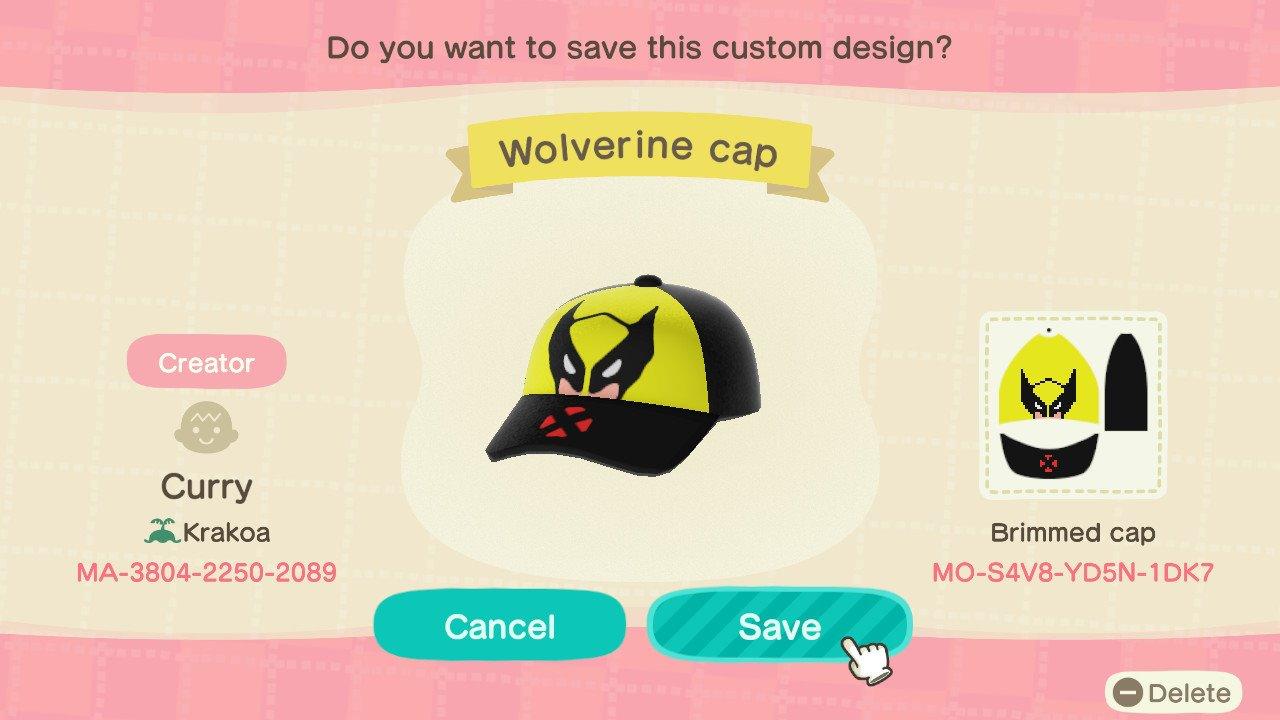 Do you want to save this custom design?
Wolverine cap
Creator
Curry
Krakoa
MA-3804-2250-2089
Brimmed cap
MO-S4V8-YD5N-1DK7
Cancel
Save
Delete